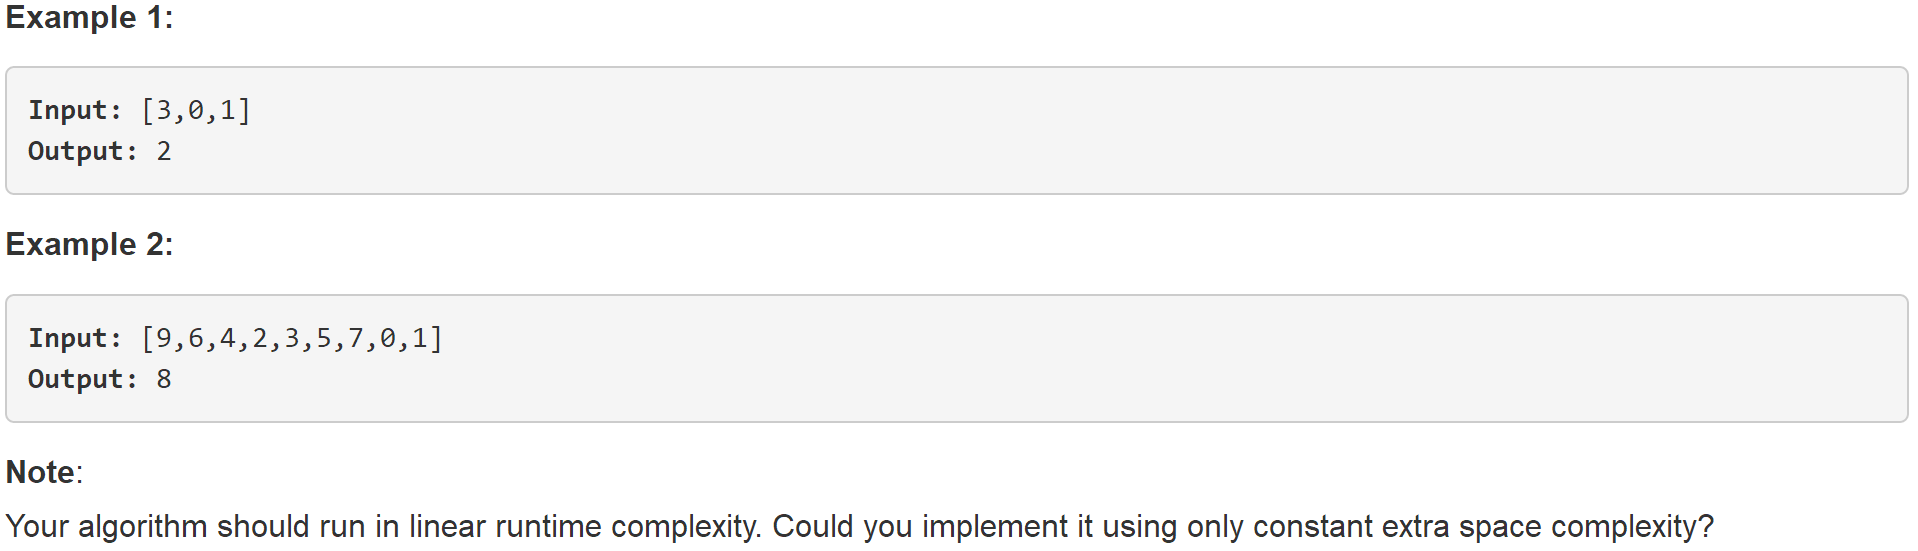 Example 1:
Input: [3,0,1]
Output: 2
Example 2:
Input: [9,6,4,2,3,5,7,0,1]
Output: 8
Note:
Your algorithm should run in linear runtime complexity. Could you implement it using only constant extra space complexity?